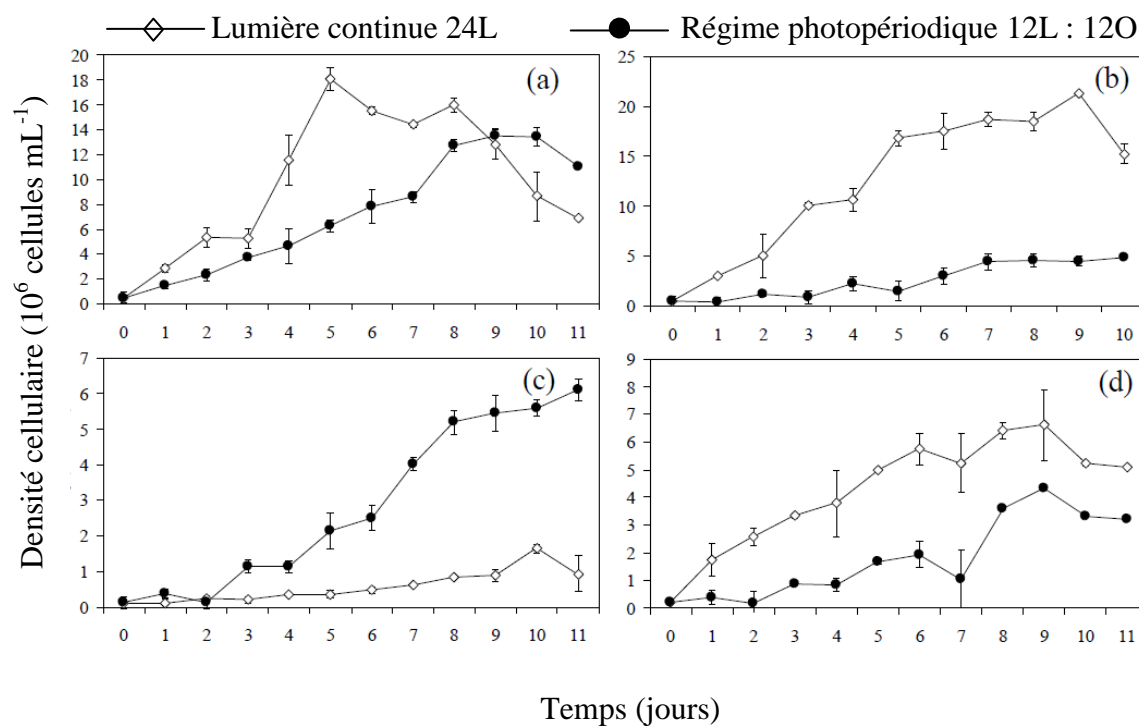 Lumière continue 24L
Régime photopériodique 12L : 12O
Densité cellulaire (10^6 cellules mL^-1)
(a)
20
18
16
14
12
10
8
6
4
2
0
0 1 2 3 4 5 6 7 8 9 10 11
(b)
25
20
15
10
5
0
0 1 2 3 4 5 6 7 8 9 10
(c)
7
6
5
4
3
2
1
0
0 1 2 3 4 5 6 7 8 9 10 11
(d)
9
8
7
6
5
4
3
2
1
0
0 1 2 3 4 5 6 7 8 9 10 11
Temps (jours)